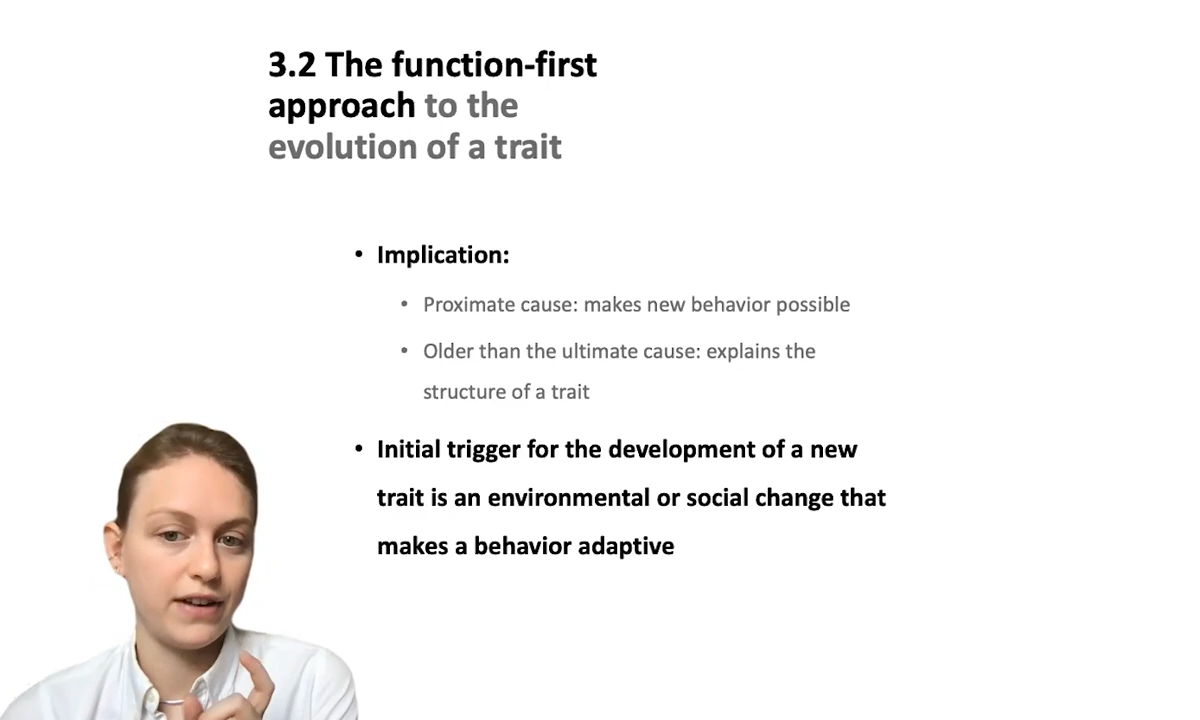 3.2 The function-first
approach to the
evolution of a trait
• Implication:
• Proximate cause: makes new behavior possible
• Older than the ultimate cause: explains the
structure of a trait
• Initial trigger for the development of a new
trait is an environmental or social change that
makes a behavior adaptive